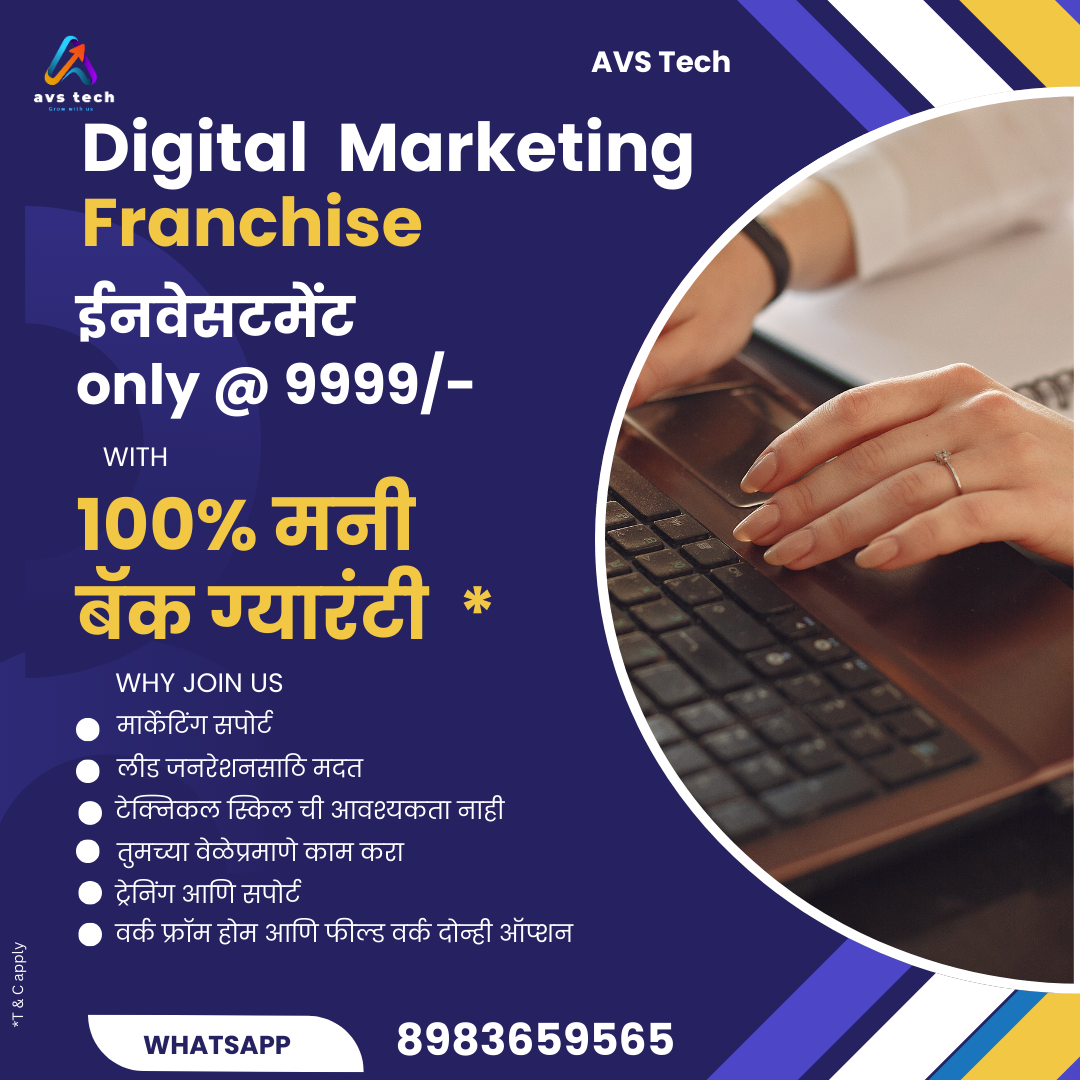 avs tech
Grow with us
AVS Tech
Digital Marketing
Franchise
ईनवेसटमेंट
only @ 9999/-
WITH
100% मनी
बॅक ग्यारंटी *
WHY JOIN US
मार्केटिंग सपोर्ट
लीड जनरेशनसाठि मदत
टेक्निकल स्किल ची आवश्यकता नाही
तुमच्या वेळेप्रमाणे काम करा
ट्रेनिंग आणि सपोर्ट
वर्क फ्रॉम होम आणि फील्ड वर्क दोन्ही ऑप्शन
*T & C apply
WHATSAPP
8983659565